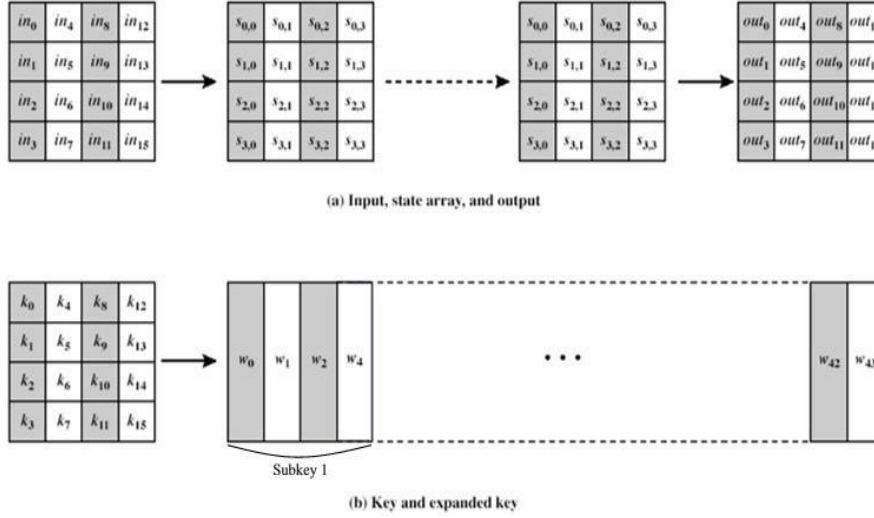 in0 in4 in8 in12 s0,0 s0,1 s0,2 s0,3 s0,0 s0,1 s0,2 s0,3 out0 out4 out8
in1 in5 in9 in13 s1,0 s1,1 s1,2 s1,3 s1,0 s1,1 s1,2 s1,3 out1 out5 out9
in2 in6 in10 in14 s2,0 s2,1 s2,2 s2,3 s2,0 s2,1 s2,2 s2,3 out2 out6 out10
in3 in7 in11 in15 s3,0 s3,1 s3,2 s3,3 s3,0 s3,1 s3,2 s3,3 out3 out7 out11
(a) Input, state array, and output
k0 k4 k8 k12
k1 k5 k9 k13
w0 w1 w2 w4 • • • w42
k2 k6 k10 k14
k3 k7 k11 k15
Subkey 1
(b) Key and expanded key